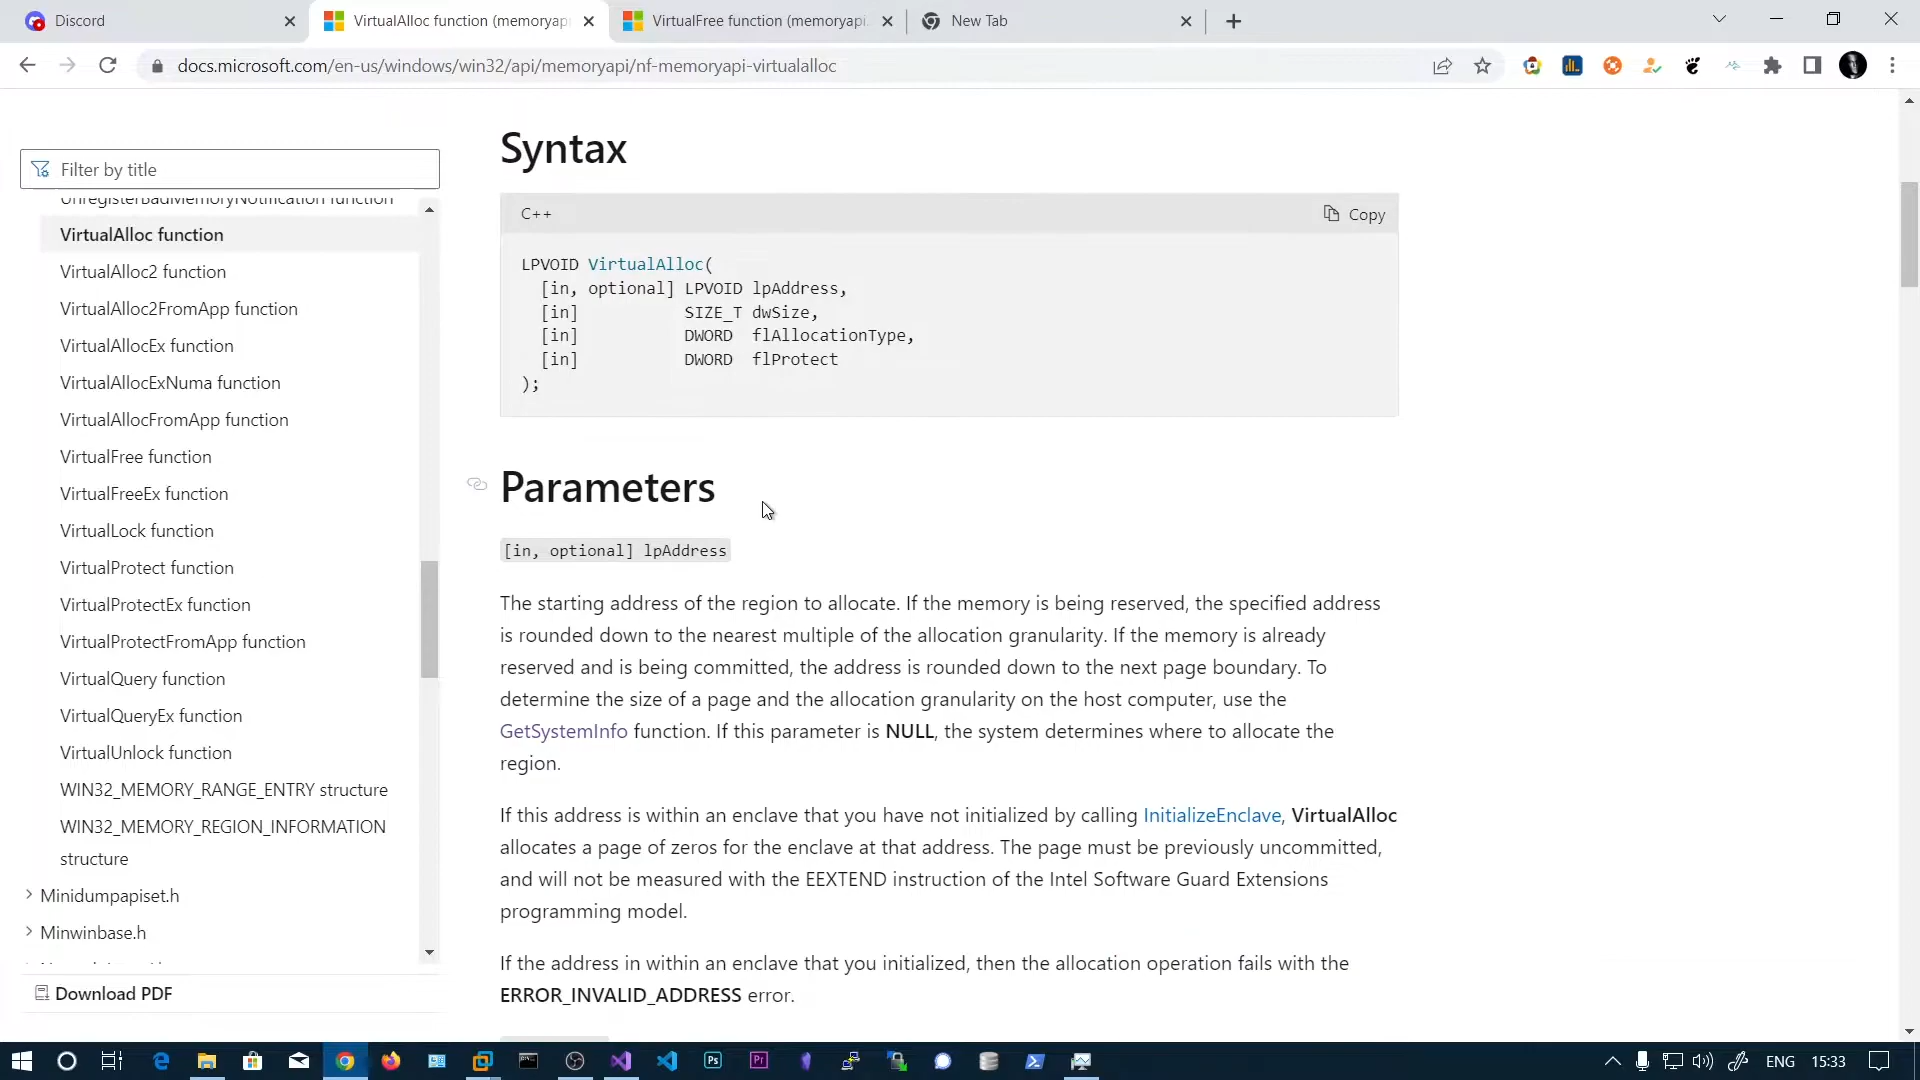 Discord
VirtualAlloc function (memoryap
VirtualFree function (memoryapi.
New Tab
docs.microsoft.com/en-us/windows/win32/api/memoryapi/nf-memoryapi-virtualalloc
Filter by title
UnregisterBadMemoryNotification function
VirtualAlloc function
VirtualAlloc2 function
VirtualAlloc2FromApp function
VirtualAllocEx function
VirtualAllocExNuma function
VirtualAllocFromApp function
VirtualFree function
VirtualFreeEx function
VirtualLock function
VirtualProtect function
VirtualProtectEx function
VirtualProtectFromApp function
VirtualQuery function
VirtualQueryEx function
VirtualUnlock function
WIN32_MEMORY_RANGE_ENTRY structure
WIN32_MEMORY_REGION_INFORMATION
structure
Minidumpapiset.h
Minwinbase.h
Download PDF
Syntax
C++
Copy
LPVOID VirtualAlloc(
[in, optional] LPVOID lpAddress,
[in] SIZE_T dwSize,
[in] DWORD flAllocationType,
[in] DWORD flProtect
);
Parameters
[in, optional] lpAddress
The starting address of the region to allocate. If the memory is being reserved, the specified address
is rounded down to the nearest multiple of the allocation granularity. If the memory is already
reserved and is being committed, the address is rounded down to the next page boundary. To
determine the size of a page and the allocation granularity on the host computer, use the
GetSystemInfo function. If this parameter is NULL, the system determines where to allocate the
region.
If this address is within an enclave that you have not initialized by calling InitializeEnclave, VirtualAlloc
allocates a page of zeros for the enclave at that address. The page must be previously uncommitted,
and will not be measured with the EEXTEND instruction of the Intel Software Guard Extensions
programming model.
If the address in within an enclave that you initialized, then the allocation operation fails with the
ERROR_INVALID_ADDRESS error.
Ps
Pr
ENG
15:33